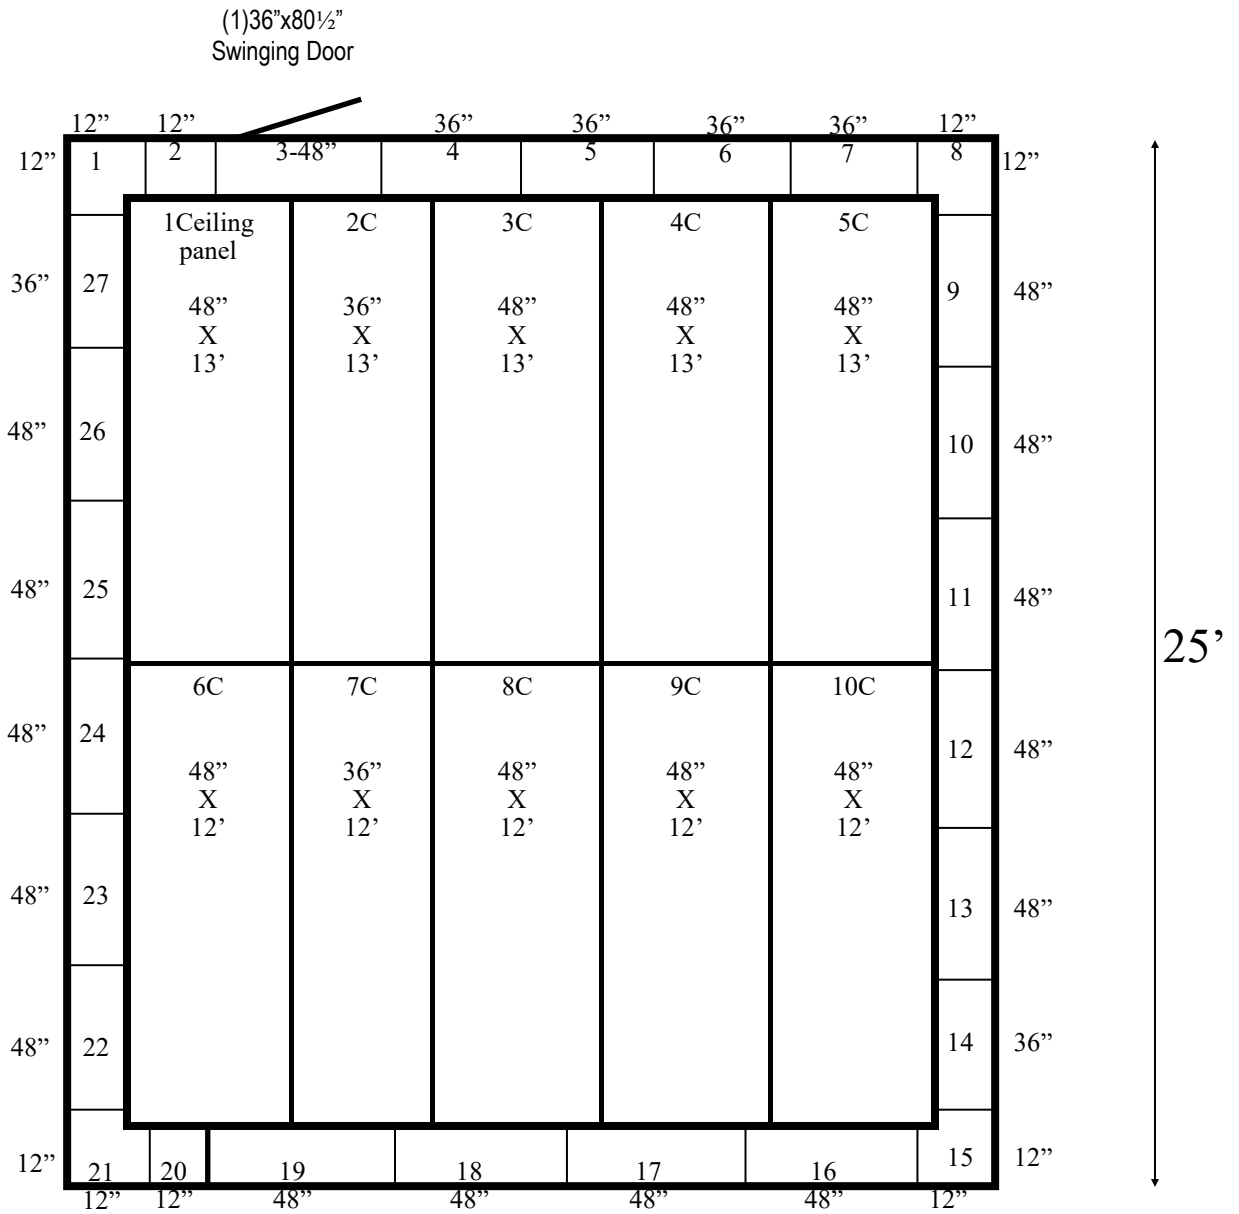 (1)36”x80½”
Swinging Door
12” 12” 36” 36” 36” 36” 12”
12” 1 2 3-48” 4 5 6 7 8 12”
1Ceiling
panel
2C 3C 4C 5C
36” 27 9 48”
48”
X
13’
36”
X
13’
48”
X
13’
48”
X
13’
48”
X
13’
48” 26 10 48”
48” 25 11 48”
25’
6C 7C 8C 9C 10C
48” 24 12 48”
48”
X
12’
36”
X
12’
48”
X
12’
48”
X
12’
48”
X
12’
48” 23 13 48”
48” 22 14 36”
12” 21 20 19 18 17 16 15 12”
12” 12” 48” 48” 48” 48” 12”